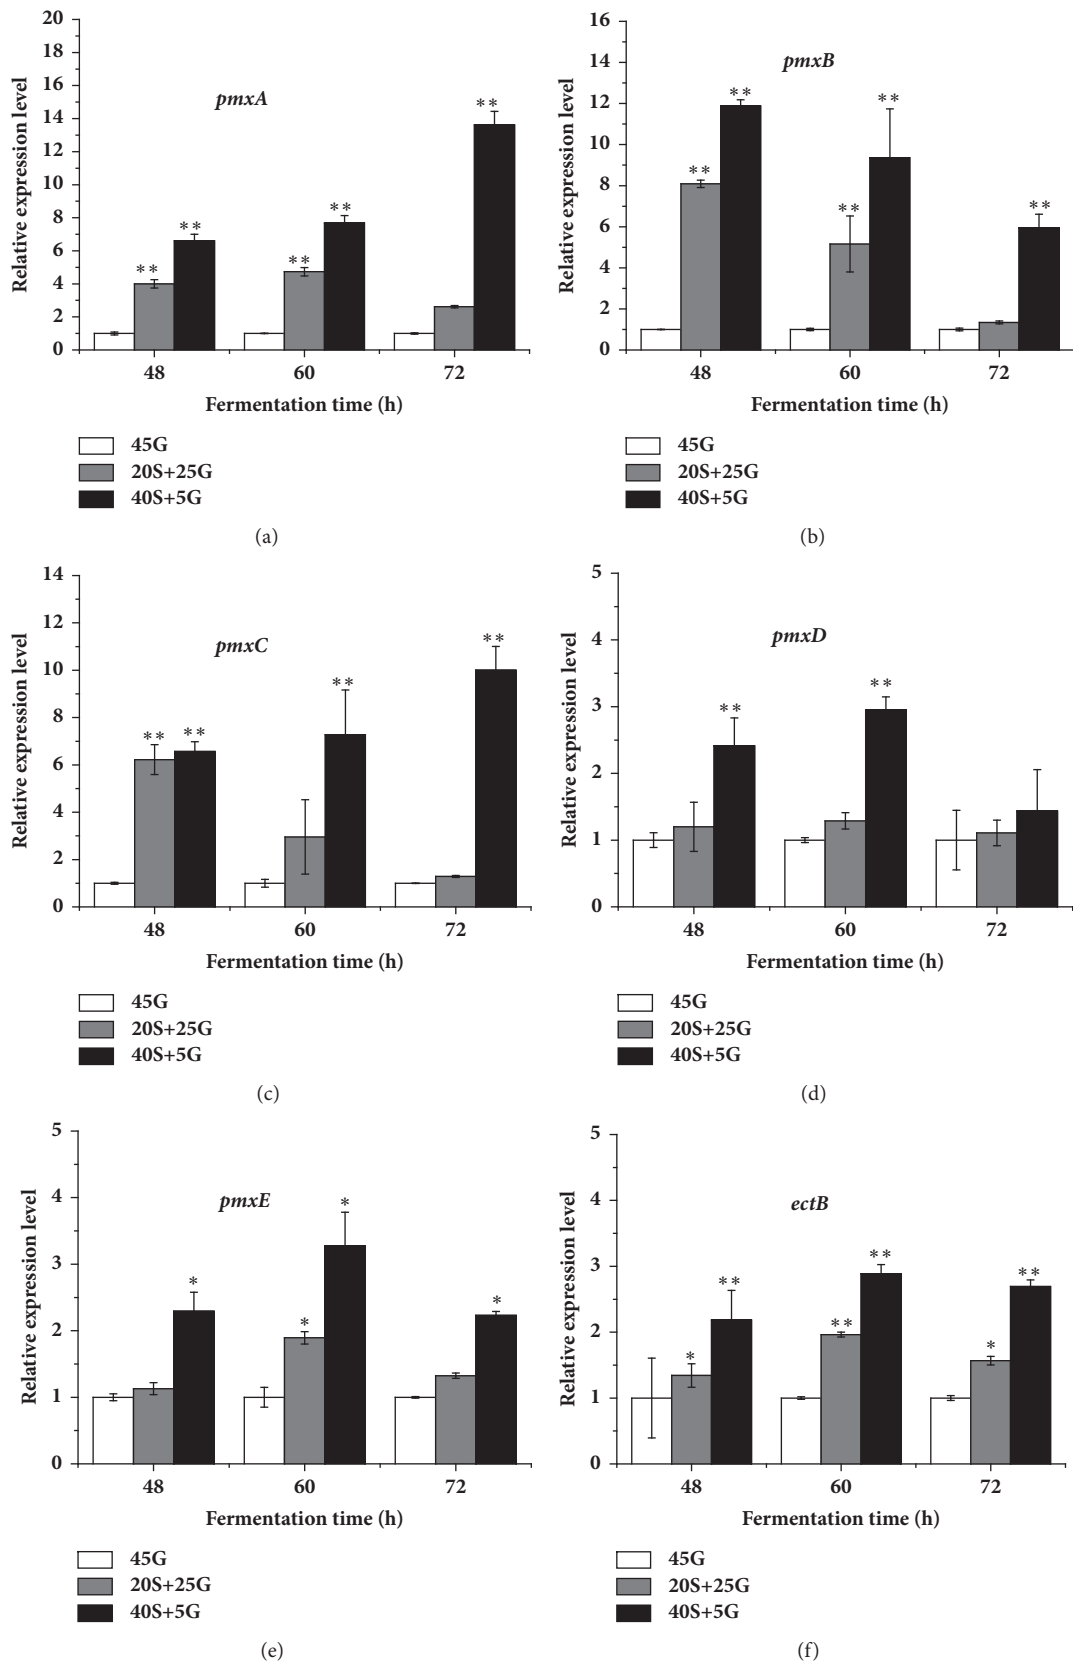 20
18
16
14
12
10
8
6
4
2
0
Relative expression level
pmxA
**
**
**
**
**
48
60
72
Fermentation time (h)
45G
20S+25G
40S+5G
(a)
16
14
12
10
8
6
4
2
0
Relative expression level
pmxB
**
**
**
**
**
48
60
72
Fermentation time (h)
45G
20S+25G
40S+5G
(b)
14
12
10
8
6
4
2
0
Relative expression level
pmxC
**
**
**
**
48
60
72
Fermentation time (h)
45G
20S+25G
40S+5G
(c)
5
4
3
2
1
0
Relative expression level
pmxD
**
**
48
60
72
Fermentation time (h)
45G
20S+25G
40S+5G
(d)
5
4
3
2
1
0
Relative expression level
pmxE
*
*
*
*
48
60
72
Fermentation time (h)
45G
20S+25G
40S+5G
(e)
5
4
3
2
1
0
Relative expression level
ectB
*
**
**
**
*
**
48
60
72
Fermentation time (h)
45G
20S+25G
40S+5G
(f)